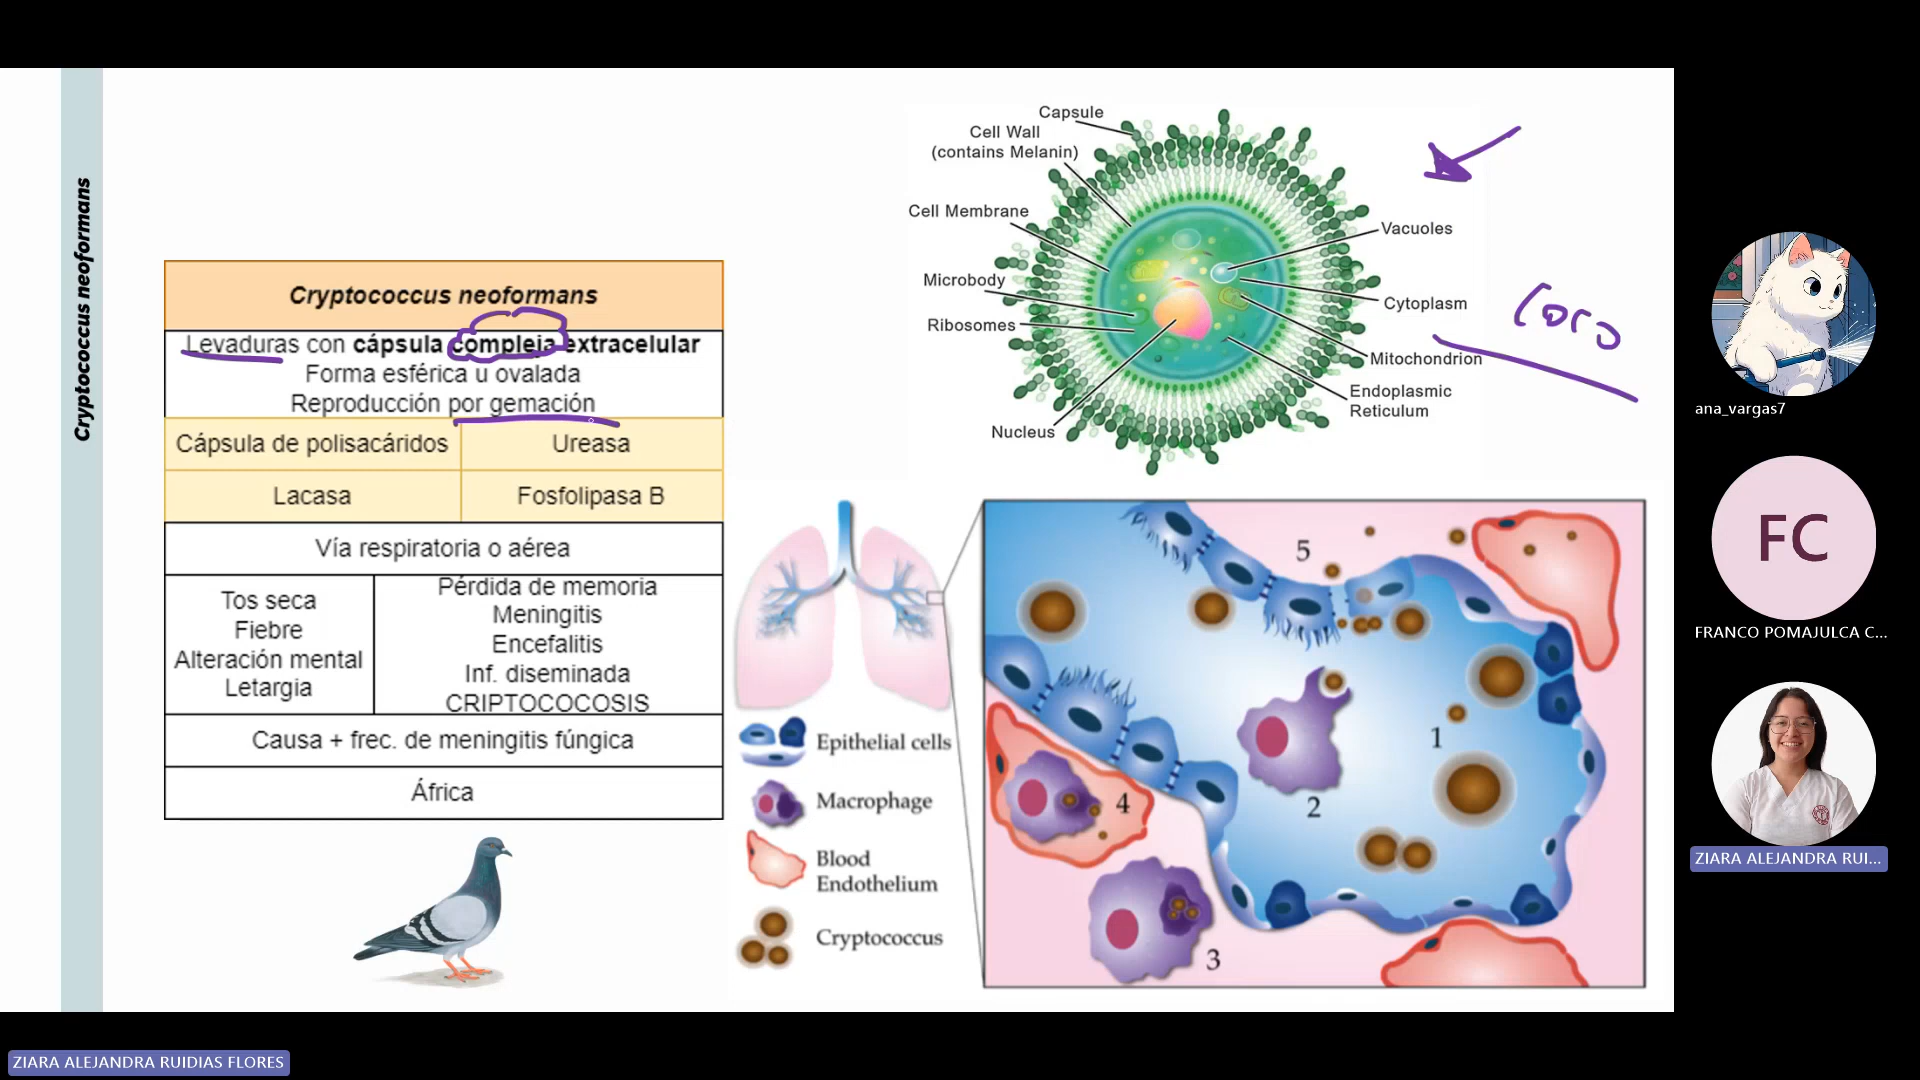 Cryptococcus neoformans
Cryptococcus neoformans
Levaduras con cápsula compleja extracelular
Forma esférica u ovalada
Reproducción por gemación
Cápsula de polisacáridos
Ureasa
Lacasa
Fosfolipasa B
Vía respiratoria o aérea
Tos seca
Fiebre
Alteración mental
Letargia
Pérdida de memoria
Meningitis
Encefalitis
Inf. diseminada
CRIPTOCOCOSIS
Causa + frec. de meningitis fúngica
África
Capsule
Cell Wall
(contains Melanin)
Cell Membrane
Microbody
Ribosomes
Nucleus
Vacuoles
Cytoplasm
Mitochondrion
Endoplasmic
Reticulum
Epithelial cells
Macrophage
Blood
Endothelium
Cryptococcus
5
1
2
4
3
ana_vargas7
FC
FRANCO POMAJULCA C...
ZIARA ALEJANDRA RUI...
ZIARA ALEJANDRA RUIDIAS FLORES